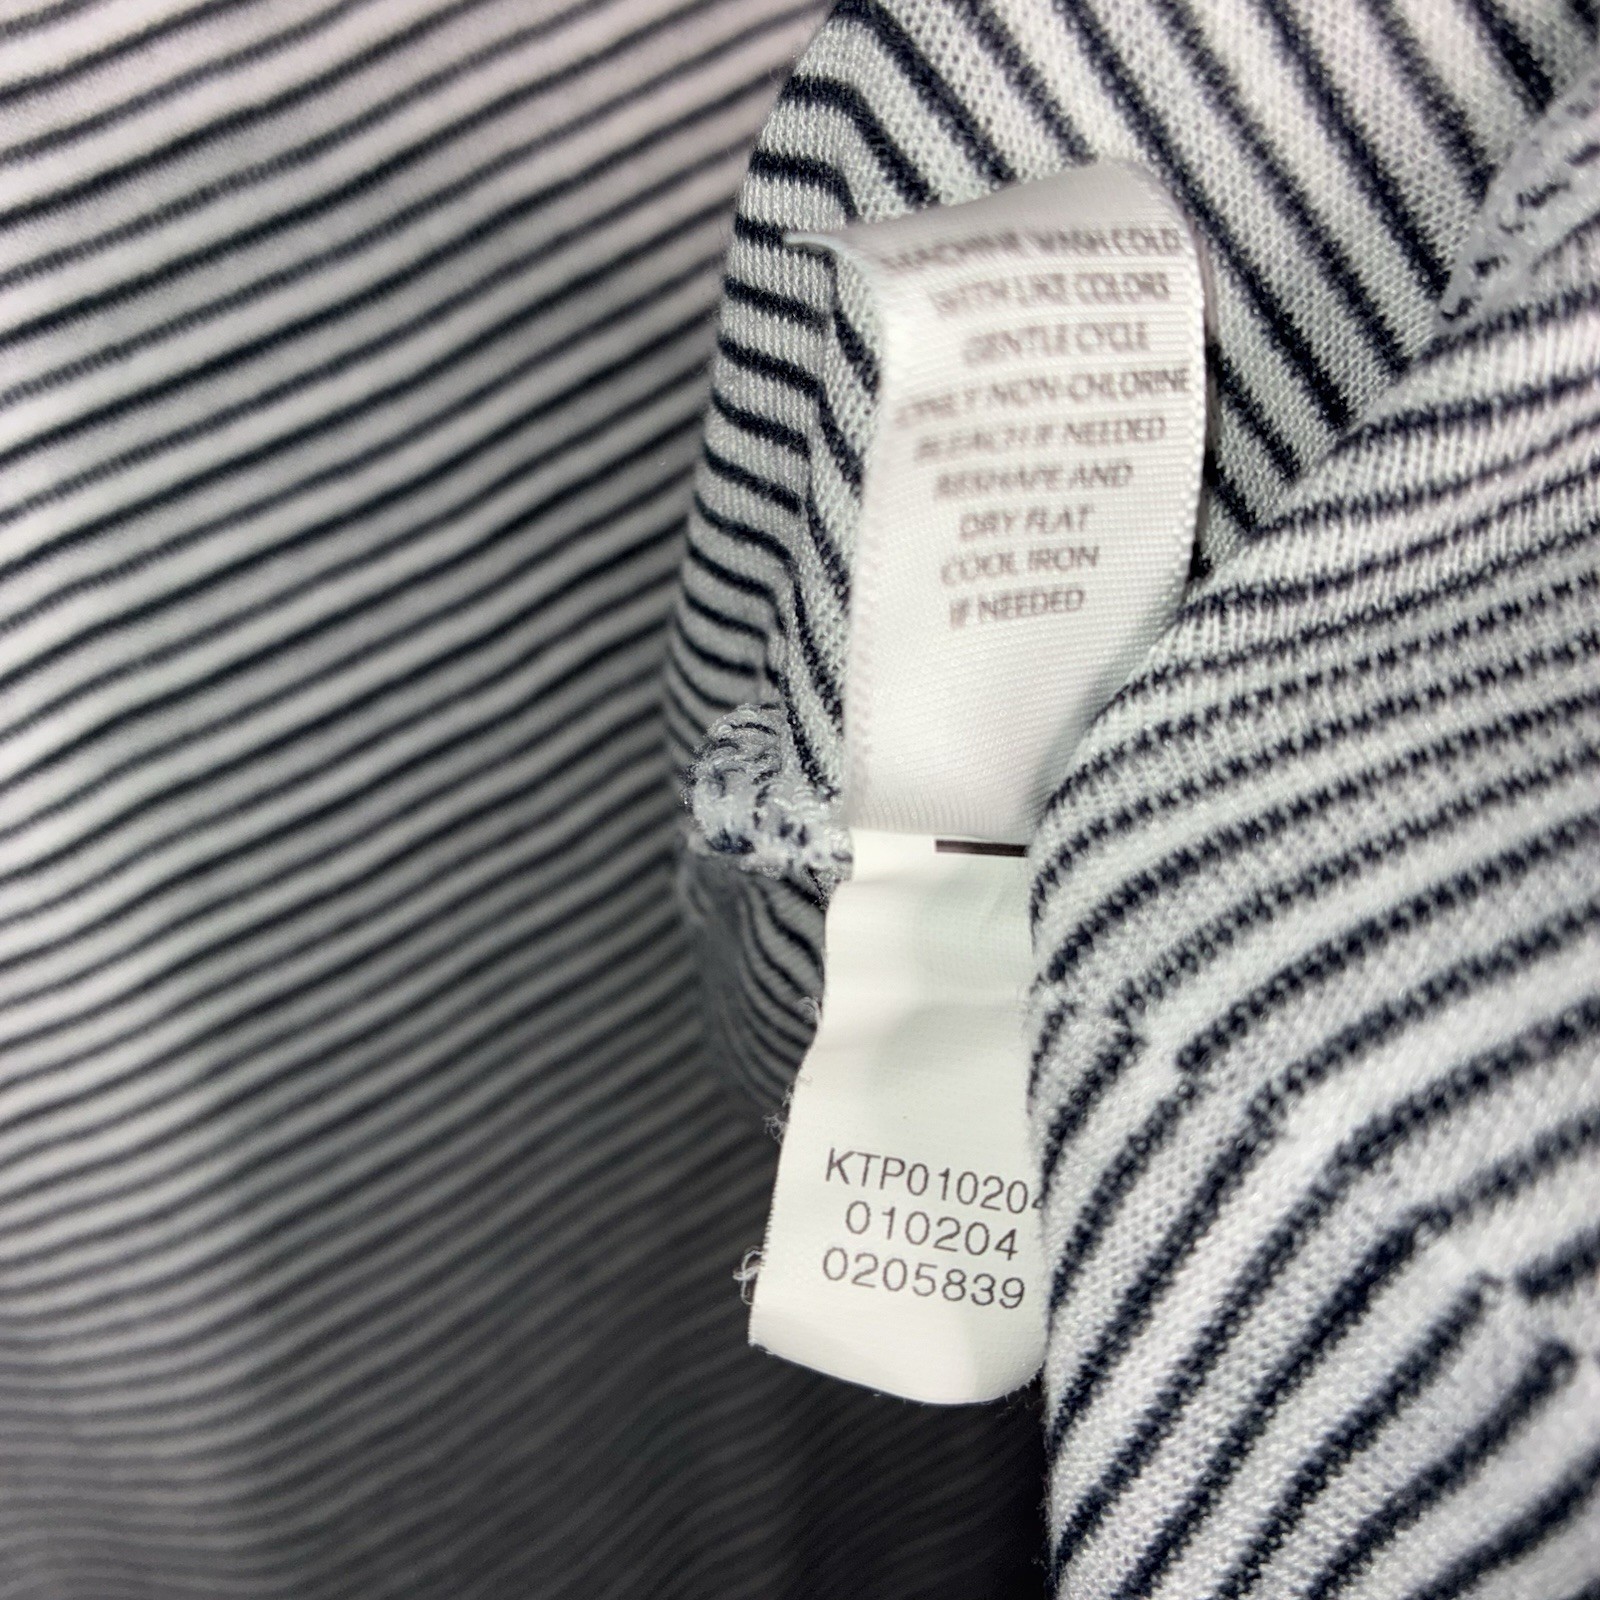 MACHINE WASH COLD
WITH LIKE COLORS
GENTLE CYCLE
ONLY NON-CHLORINE
BLEACH IF NEEDED
RESHAPE AND
DRY FLAT
COOL IRON
IF NEEDED
KTP010204
010204
0205839